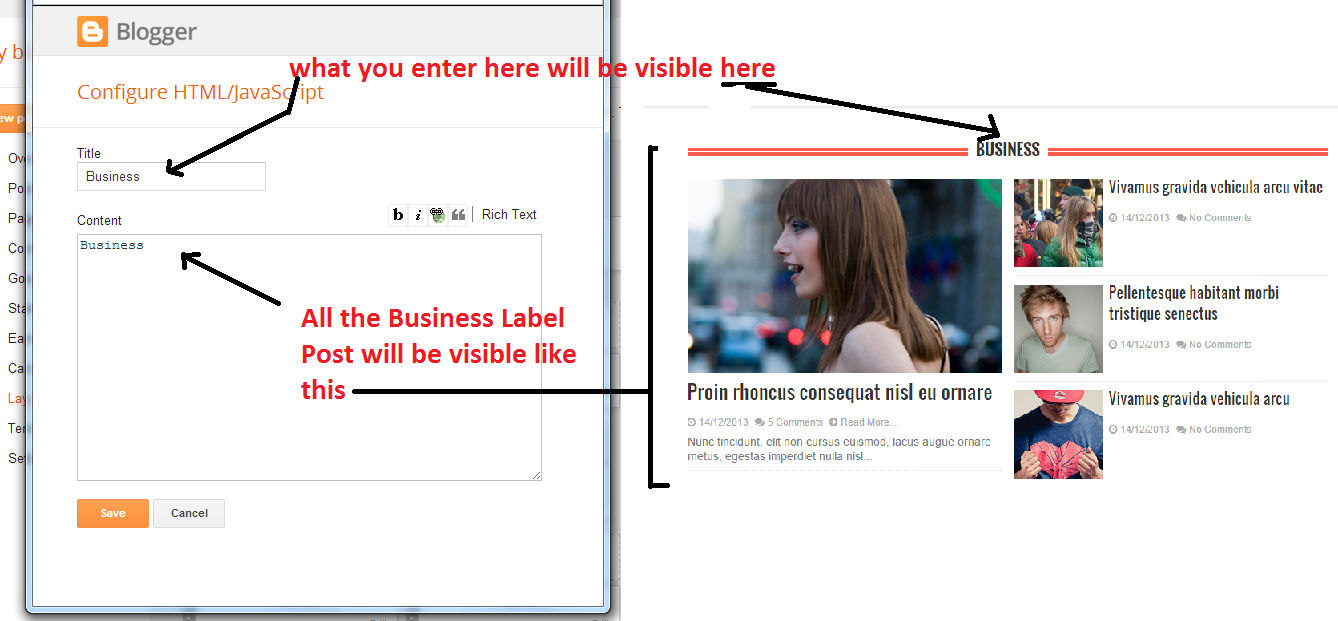 Blogger
what you enter here will be visible here
Configure HTML/JavaScript
Title
Business
Content
b i Rich Text
Business
All the Business Label
Post will be visible like
this
Save
Cancel
BUSINESS
Proin rhoncus consequat nisl eu ornare
14/12/2013 5 Comments Read More...
Nunc tincidunt, elit non cursus euismod, lacus augue ornare
metus, egestas imperdiet nulla nisl...
Vivamus gravida vehicula arcu vitae
14/12/2013 No Comments
Pellentesque habitant morbi
tristique senectus
14/12/2013 No Comments
Vivamus gravida vehicula arcu
14/12/2013 No Comments